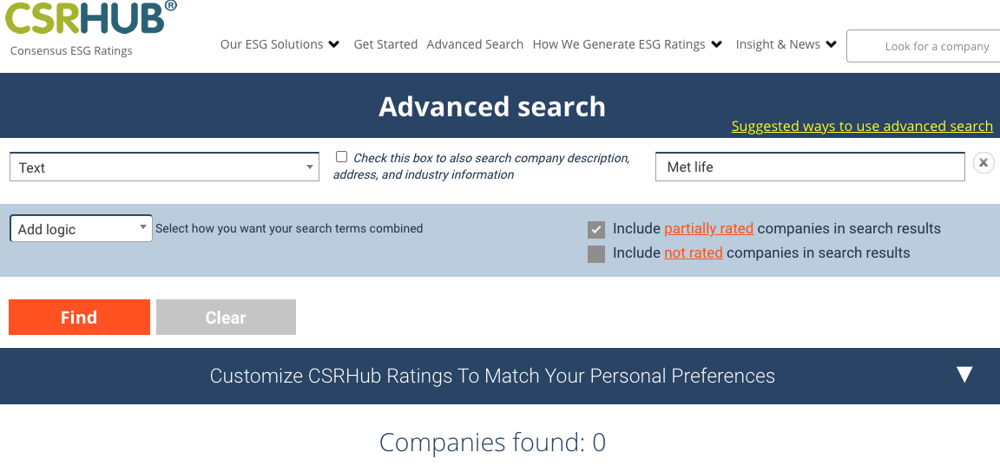 CSRHUB®
Consensus ESG Ratings
Our ESG Solutions Get Started Advanced Search How We Generate ESG Ratings Insight & News Look for a company
Advanced search
Suggested ways to use advanced search
Text
Check this box to also search company description,
address, and industry information
Met life
X
Add logic
Select how you want your search terms combined
Include partially rated companies in search results
Include not rated companies in search results
Find
Clear
Customize CSRHub Ratings To Match Your Personal Preferences
Companies found: 0